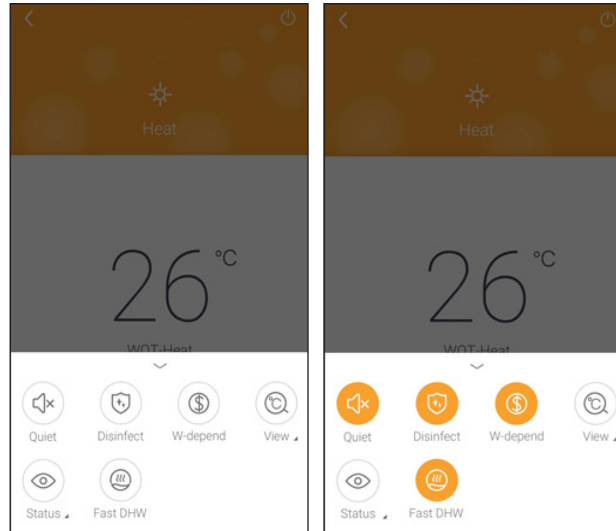 Heat
26 °C
WOT-Heat
Quiet Disinfect W-depend View
Status Fast DHW
Heat
26 °C
WOT-Heat
Quiet Disinfect W-depend View
Status Fast DHW